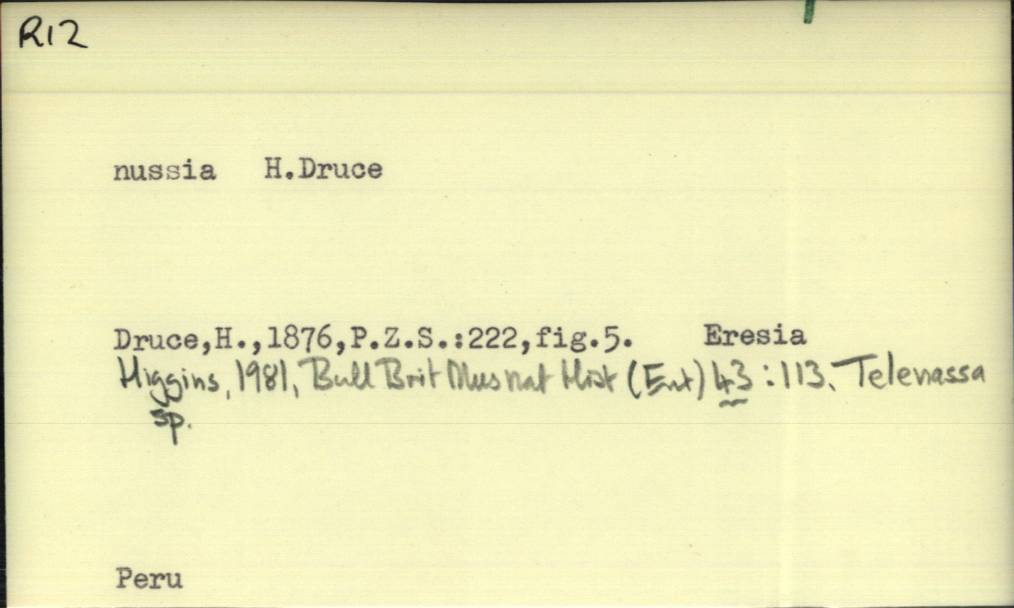 R12
nussia H.Druce
Druce,H.,1876,P.Z.S.:222,fig.5. Eresia
Higgins, 1981, Bull Brit Mus nat Hist (Ent) 43 : 113. Telenassa
sp.
Peru